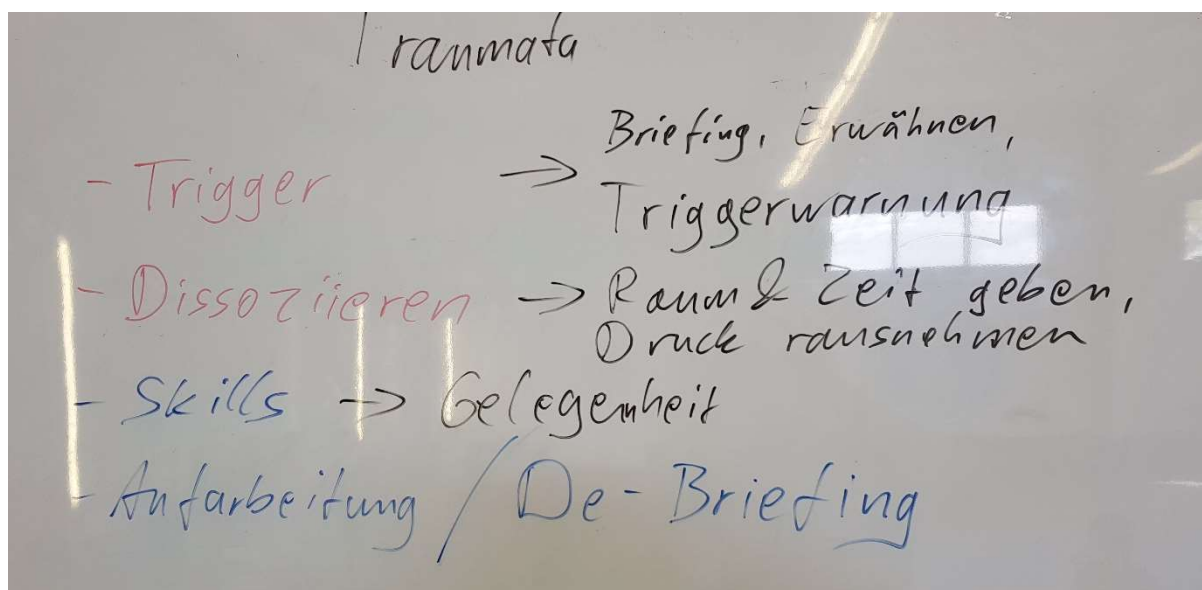 Traumata
- Trigger → Briefing, Erwähnen,
Triggerwarnung
- Dissoziieren → Raum & Zeit geben,
Druck rausnehmen
- Skills → Gelegenheit
- Aufarbeitung / De-Briefing